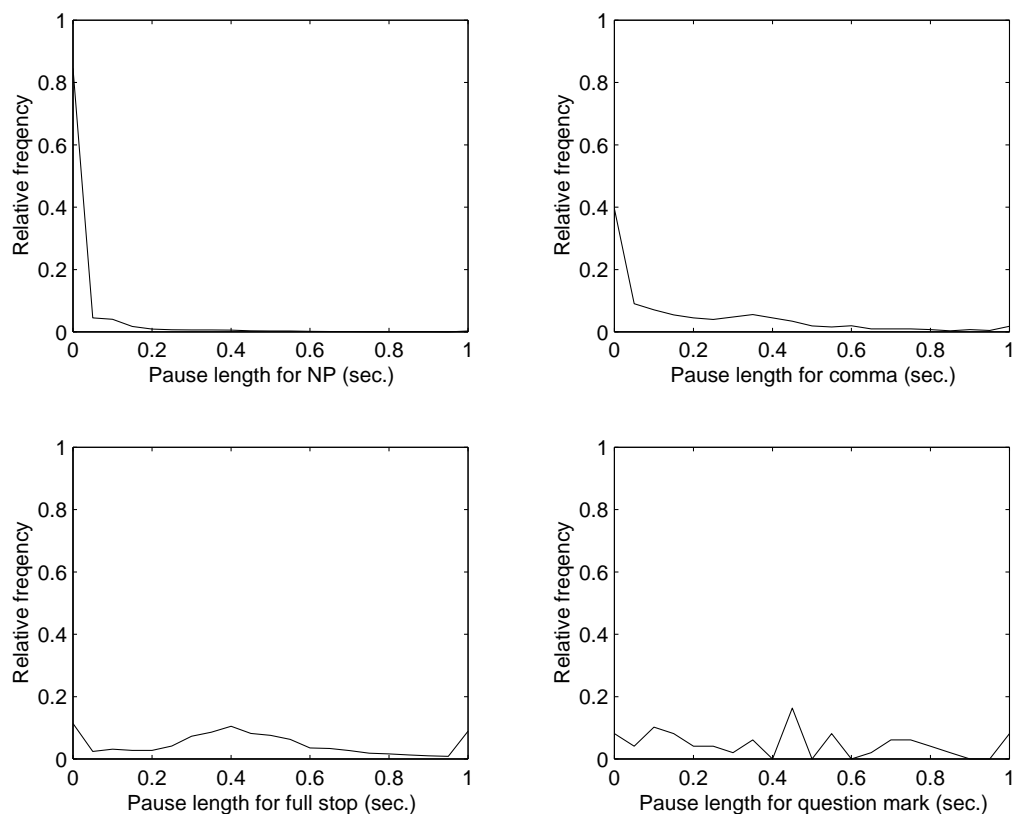 1
0.8
0.6
0.4
0.2
0
0 0.2 0.4 0.6 0.8 1
Relative freqency
Pause length for NP (sec.)
1
0.8
0.6
0.4
0.2
0
0 0.2 0.4 0.6 0.8 1
Relative freqency
Pause length for comma (sec.)
1
0.8
0.6
0.4
0.2
0
0 0.2 0.4 0.6 0.8 1
Relative freqency
Pause length for full stop (sec.)
1
0.8
0.6
0.4
0.2
0
0 0.2 0.4 0.6 0.8 1
Relative freqency
Pause length for question mark (sec.)